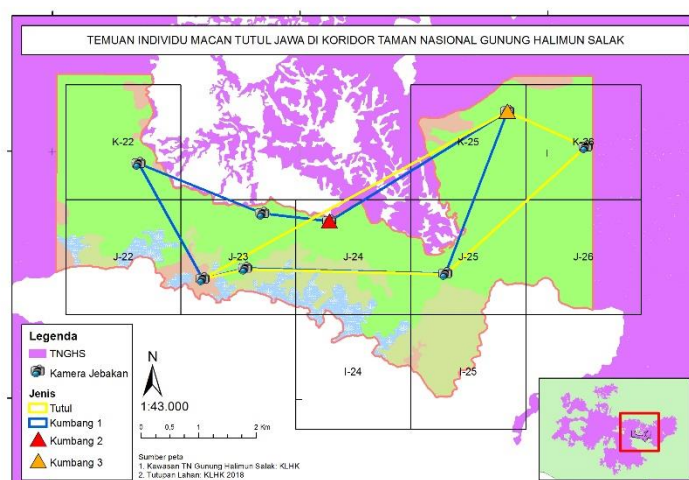 TEMUAN INDIVIDU MACAN TUTUL JAWA DI KORIDOR TAMAN NASIONAL GUNUNG HALIMUN SALAK
K-22
K-25
K-26
J-22
J-23
J-24
J-25
J-26
I-24
I-25
Legenda
TNGHS
Kamera Jebakan
Jenis
Tutul
Kumbang 1
Kumbang 2
Kumbang 3
N
1:43.000
0 0,5 1 2 Km
Sumber peta
1. Kawasan TN Gunung Halimun Salak: KLHK
2. Tutupan Lahan: KLHK 2018